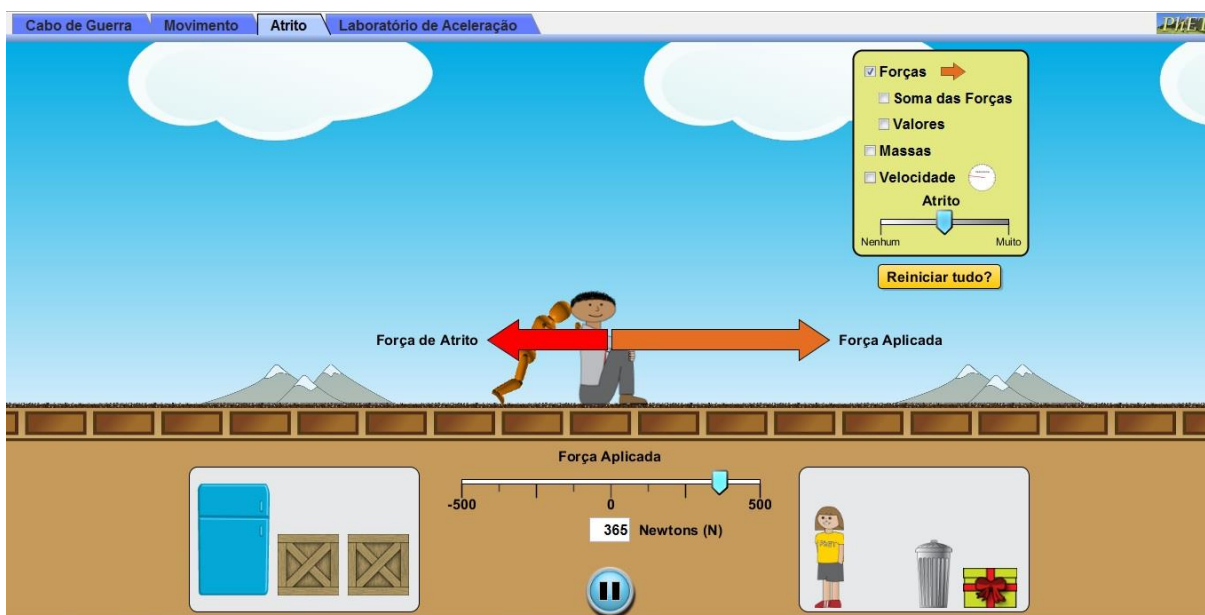 Cabo de Guerra Movimento Atrito Laboratório de Aceleração
PhET
Forças
Soma das Forças
Valores
Massas
Velocidade
Atrito
Nenhum Muito
Reiniciar tudo?
Força de Atrito
Força Aplicada
Força Aplicada
-500 0 500
365 Newtons (N)